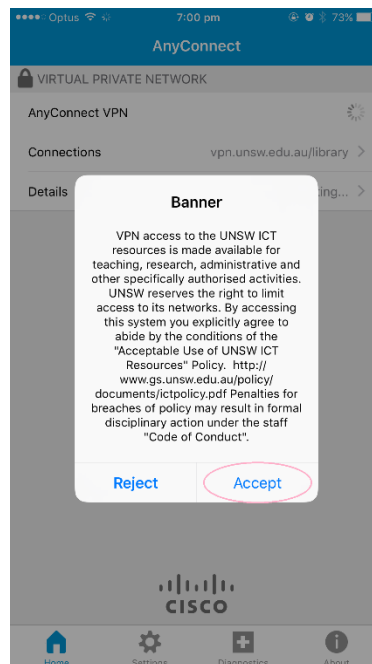 Optus 7:00 pm 73%
AnyConnect
VIRTUAL PRIVATE NETWORK
AnyConnect VPN
Connections vpn.unsw.edu.au/library
Details ing...
Banner
VPN access to the UNSW ICT
resources is made available for
teaching, research, administrative and
other specifically authorised activities.
UNSW reserves the right to limit
access to its networks. By accessing
this system you explicitly agree to
abide by the conditions of the
"Acceptable Use of UNSW ICT
Resources" Policy. http://
www.gs.unsw.edu.au/policy/
documents/ictpolicy.pdf Penalties for
breaches of policy may result in formal
disciplinary action under the staff
"Code of Conduct".
Reject Accept
CISCO
Home Settings Diagnostics About